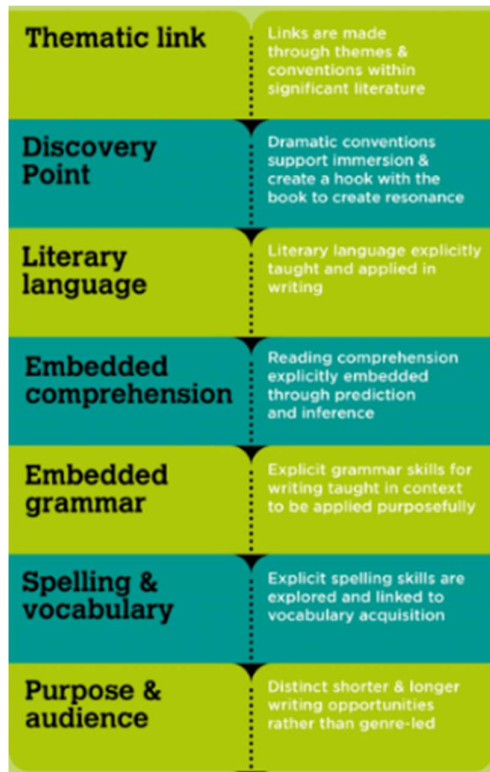 Thematic link
Links are made
through themes &
conventions within
significant literature
Discovery
Point
Dramatic conventions
support immersion &
create a hook with the
book to create resonance
Literary
language
Literary language explicitly
taught and applied in
writing
Embedded
comprehension
Reading comprehension
explicitly embedded
through prediction
and inference
Embedded
grammar
Explicit grammar skills for
writing taught in context
to be applied purposefully
Spelling &
vocabulary
Explicit spelling skills are
explored and linked to
vocabulary acquisition
Purpose &
audience
Distinct shorter & longer
writing opportunities
rather than genre-led